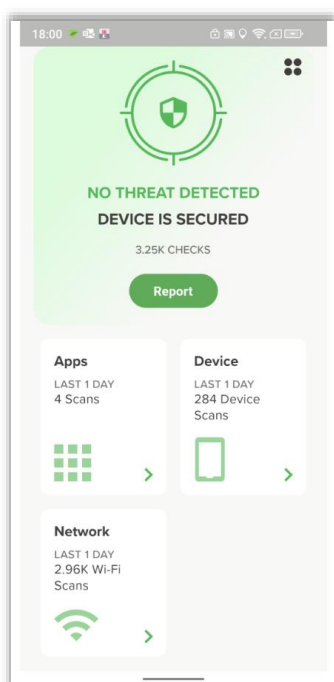 18:00
NO THREAT DETECTED
DEVICE IS SECURED
3.25K CHECKS
Report
Apps
LAST 1 DAY
4 Scans
Device
LAST 1 DAY
284 Device
Scans
Network
LAST 1 DAY
2.96K Wi-Fi
Scans